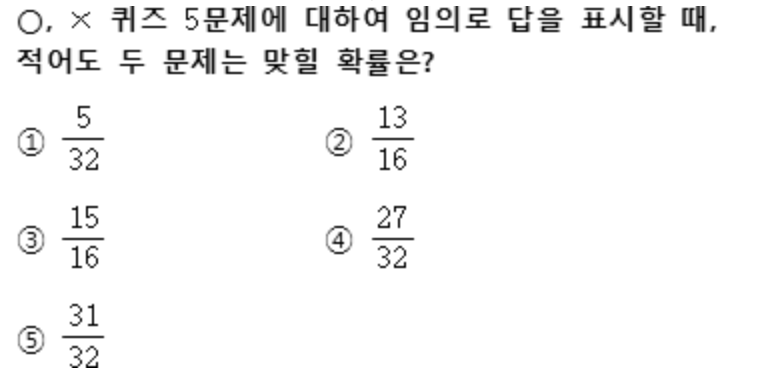 ○, × 퀴즈 5문제에 대하여 임의로 답을 표시할 때,
적어도 두 문제는 맞힐 확률은?
① 5/32 ② 13/16
③ 15/16 ④ 27/32
⑤ 31/32